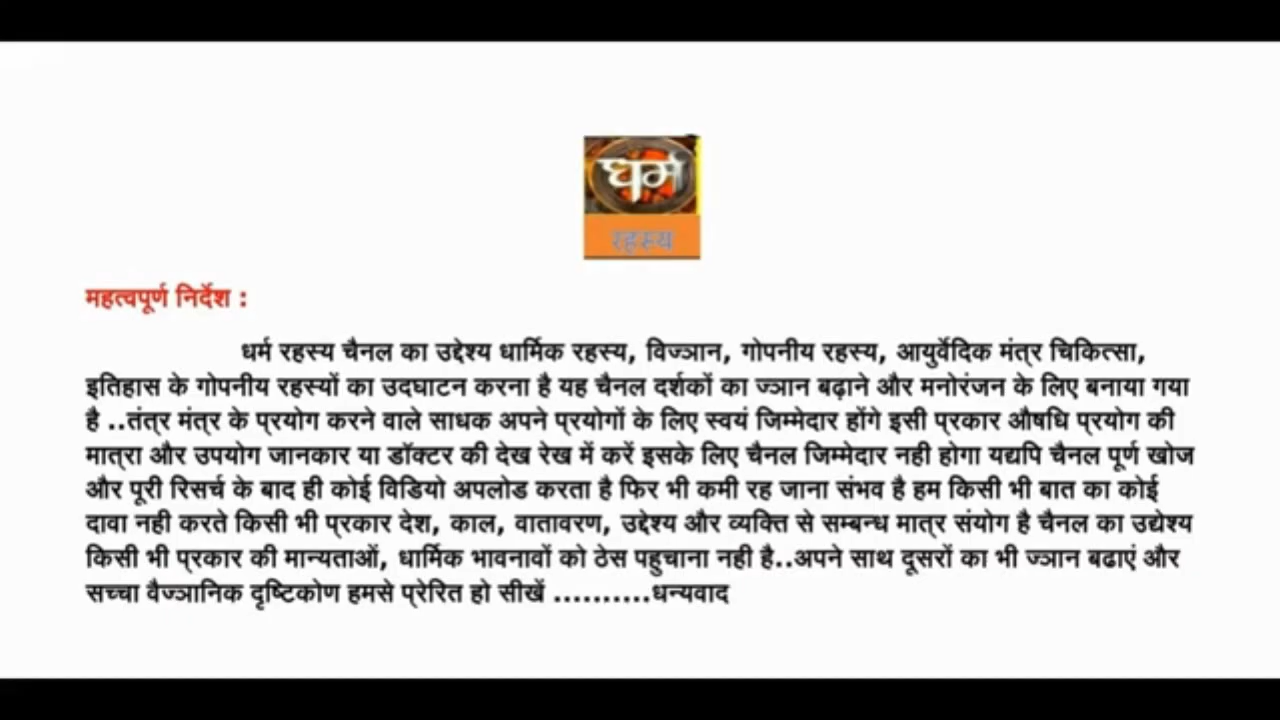 धर्म
रहस्य
महत्वपूर्ण निर्देश :
धर्म रहस्य चैनल का उद्देश्य धार्मिक रहस्य, विज्ञान, गोपनीय रहस्य, आयुर्वेदिक मंत्र चिकित्सा,
इतिहास के गोपनीय रहस्यों का उदघाटन करना है यह चैनल दर्शकों का ज्ञान बढ़ाने और मनोरंजन के लिए बनाया गया
है ..तंत्र मंत्र के प्रयोग करने वाले साधक अपने प्रयोगों के लिए स्वयं जिम्मेदार होंगे इसी प्रकार औषधि प्रयोग की
मात्रा और उपयोग जानकार या डॉक्टर की देख रेख में करें इसके लिए चैनल जिम्मेदार नही होगा यद्यपि चैनल पूर्ण खोज
और पूरी रिसर्च के बाद ही कोई विडियो अपलोड करता है फिर भी कमी रह जाना संभव है हम किसी भी बात का कोई
दावा नही करते किसी भी प्रकार देश, काल, वातावरण, उद्देश्य और व्यक्ति से सम्बन्ध मात्र संयोग है चैनल का उद्येश्य
किसी भी प्रकार की मान्यताओं, धार्मिक भावनावों को ठेस पहुचाना नही है..अपने साथ दूसरों का भी ज्ञान बढाएं और
सच्चा वैज्ञानिक दृष्टिकोण हमसे प्रेरित हो सीखें ..........धन्यवाद